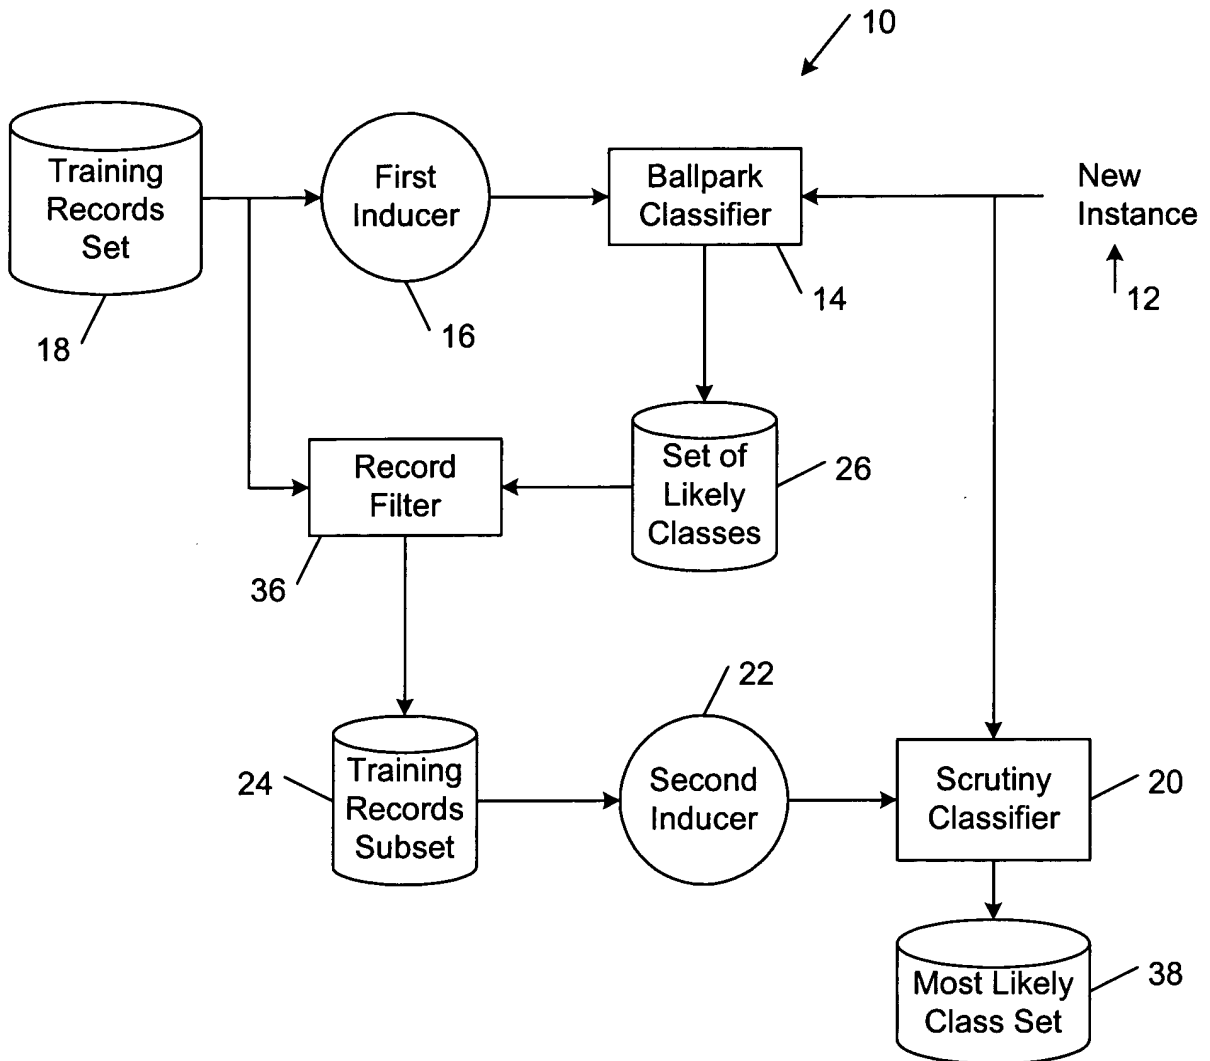 10
Training
Records
Set
First
Inducer
Ballpark
Classifier
New
Instance
18
16
14
12
Record
Filter
Set of
Likely
Classes
26
36
22
24
Training
Records
Subset
Second
Inducer
Scrutiny
Classifier
20
Most Likely
Class Set
38